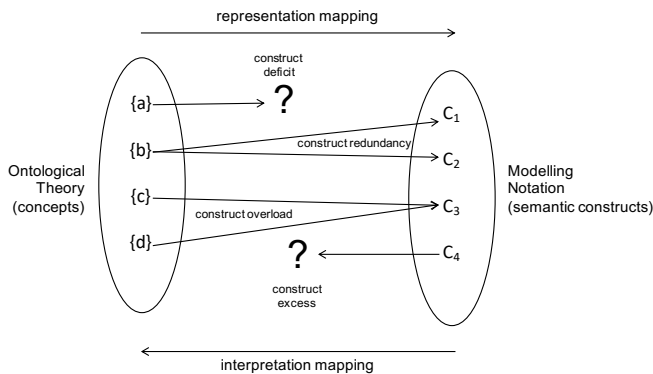 representation mapping
construct
deficit
{a}
?
C1
{b}
construct redundancy
C2
Ontological
Theory
(concepts)
{c}
construct overload
C3
Modelling
Notation
(semantic constructs)
{d}
?
C4
construct
excess
interpretation mapping